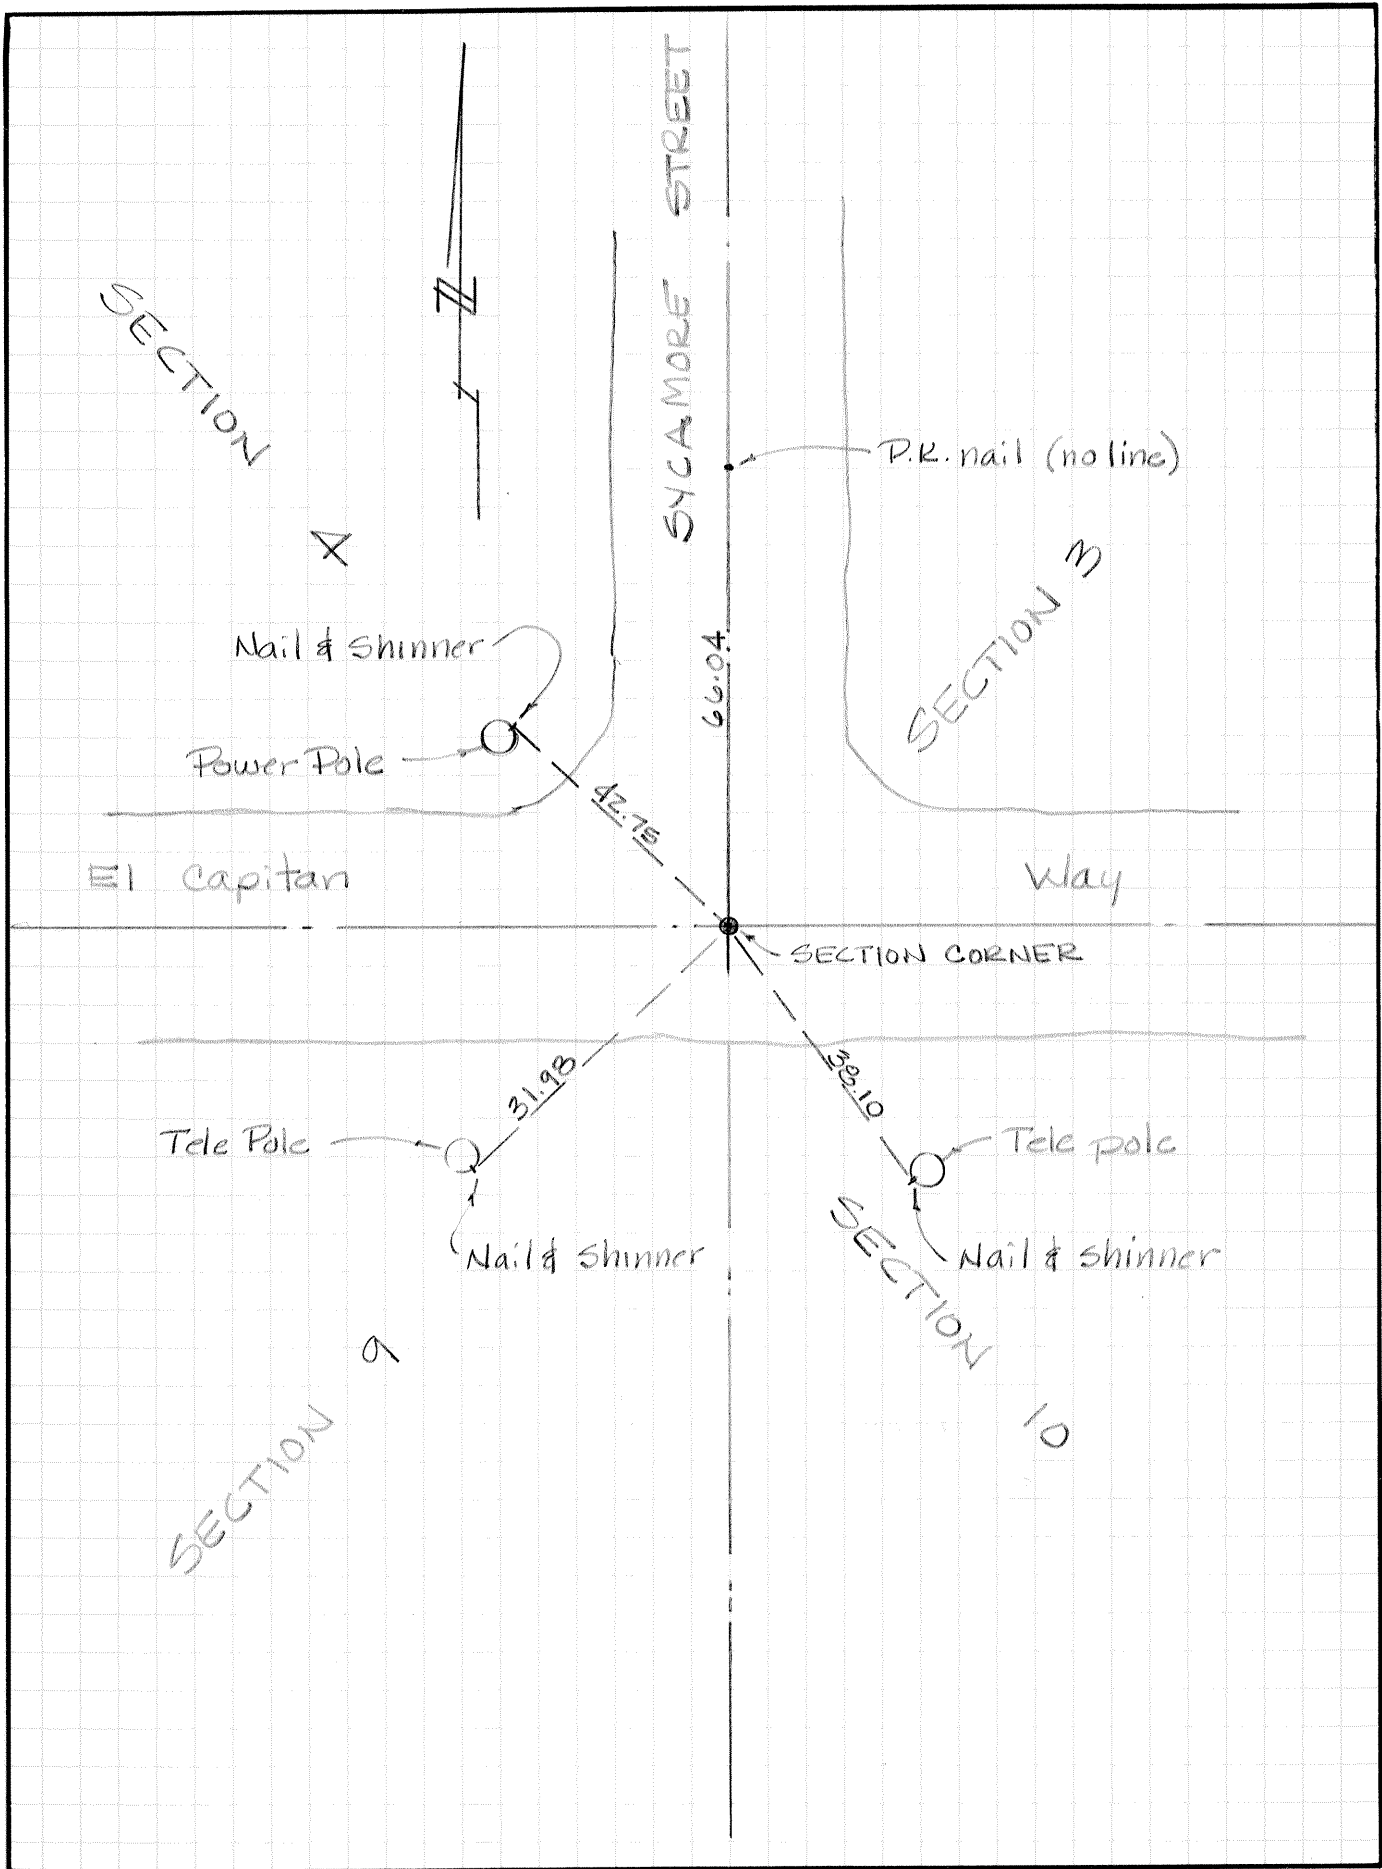 SYCAMORE STREET
N
SECTION 4
P.K. nail (no line)
SECTION 3
Nail & Shinner
66.04
Power Pole
42.75
El Capitan Way
SECTION CORNER
31.98
38.10
Tele Pole
Tele pole
Nail & Shinner
Nail & Shinner
SECTION 9
SECTION 10